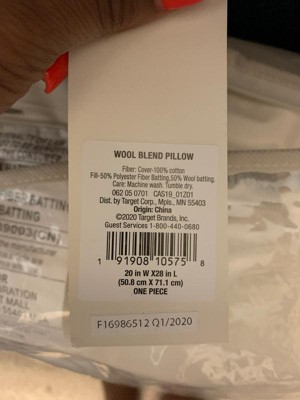 WOOL BLEND PILLOW
Fiber: Cover-100% cotton
Fill-50% Polyester Fiber Batting,50% Wool batting.
Care: Machine wash. Tumble dry.
062 05 0701 CAS19_01Z01
Dist. by Target Corp., Mpls., MN 55403
Origin: China
©2020 Target Brands, Inc.
Guest Services 1-800-440-0680
1 91908 10575 8
20 in W X28 in L
(50.8 cm X 71.1 cm)
ONE PIECE
F16986512 Q1/2020
BATTING
MALL